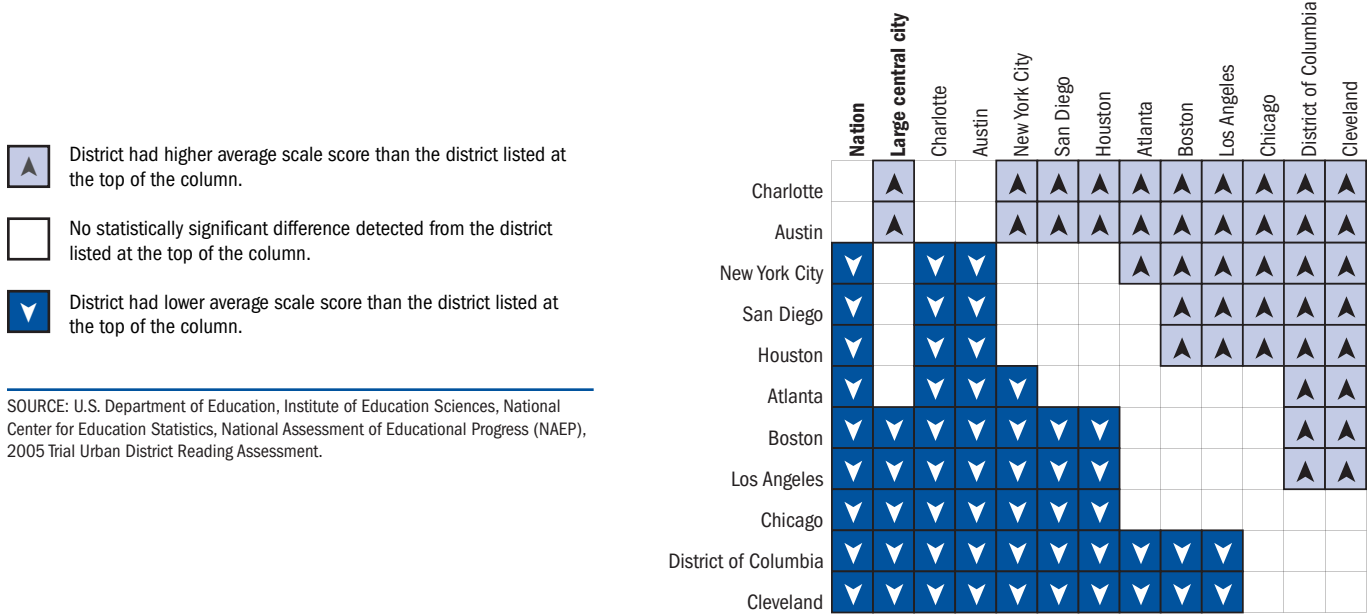 District had higher average scale score than the district listed at
the top of the column.
No statistically significant difference detected from the district
listed at the top of the column.
District had lower average scale score than the district listed at
the top of the column.
SOURCE: U.S. Department of Education, Institute of Education Sciences, National
Center for Education Statistics, National Assessment of Educational Progress (NAEP),
2005 Trial Urban District Reading Assessment.
Nation
Large central city
Charlotte
Austin
New York City
San Diego
Houston
Atlanta
Boston
Los Angeles
Chicago
District of Columbia
Cleveland
Charlotte
Austin
New York City
San Diego
Houston
Atlanta
Boston
Los Angeles
Chicago
District of Columbia
Cleveland